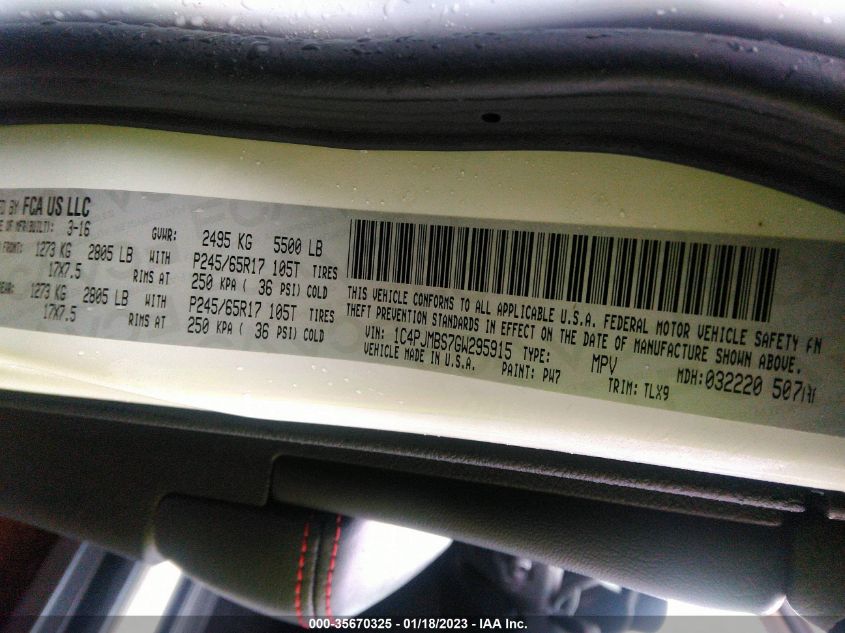 D BY FCA US LLC
OF MFR(BUILT): 3-16 GVWR: 2495 KG 5500 LB
FRONT: 1273 KG 2805 LB WITH P245/65R17 105T TIRES
17X7.5 RIMS AT 250 KPA ( 36 PSI) COLD
1273 KG 2805 LB WITH P245/65R17 105T TIRES
17X7.5 RIMS AT 250 KPA ( 36 PSI) COLD
THIS VEHICLE CONFORMS TO ALL APPLICABLE U.S.A. FEDERAL MOTOR VEHICLE SAFETY
THEFT PREVENTION STANDARDS IN EFFECT ON THE DATE OF MANUFACTURE SHOWN ABOVE.
VIN: 1C4PJMBS7GW295915 TYPE: MPV MDH: 032220 507
VEHICLE MADE IN U.S.A. PAINT: PW7 TRIM: TLX9
000-35670325 - 01/18/2023 - IAA Inc.